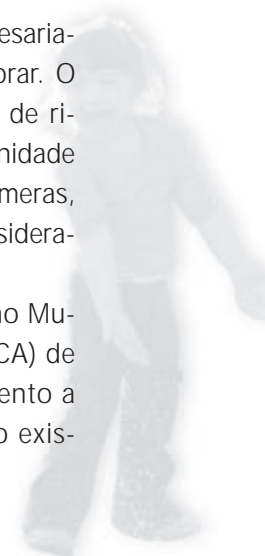 esaria-
orar. O
de ri-
nidade
meras,
sidera-
no Mu-
CA) de
ento a
o exis-